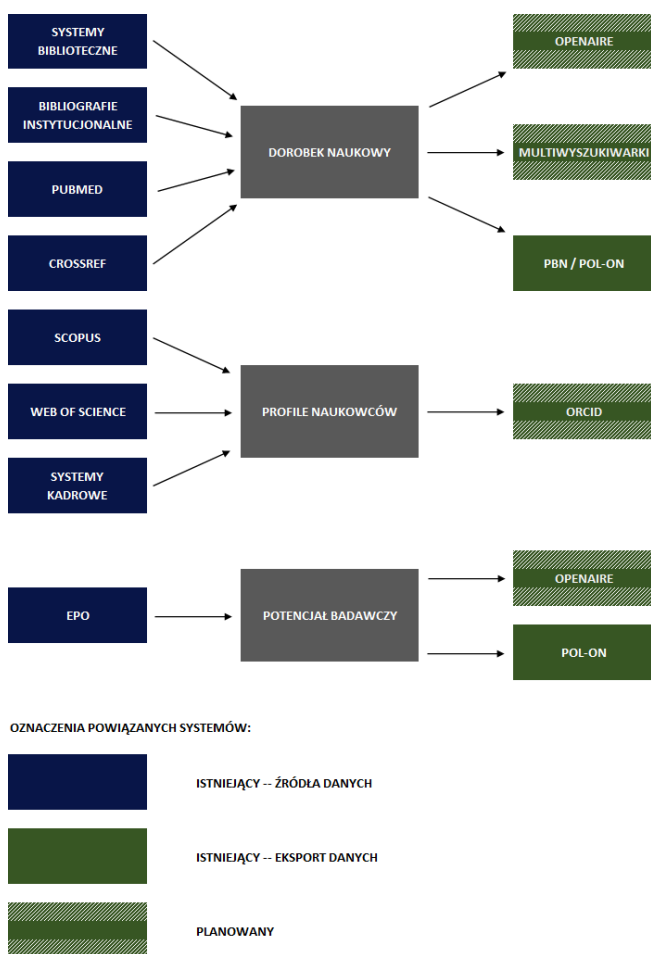 SYSTEMY
BIBLIOTECZNE
BIBLIOGRAFIE
INSTYTUCJONALNE
PUBMED
CROSSREF
DOROBEK NAUKOWY
OPENAIRE
MULTIWYSZUKIWARKI
PBN / POL-ON
SCOPUS
WEB OF SCIENCE
SYSTEMY
KADROWE
PROFILE NAUKOWCÓW
ORCID
EPO
POTENCJAŁ BADAWCZY
OPENAIRE
POL-ON
OZNACZENIA POWIĄZANYCH SYSTEMÓW:
ISTNIEJĄCY -- ŹRÓDŁA DANYCH
ISTNIEJĄCY -- EKSPORT DANYCH
PLANOWANY